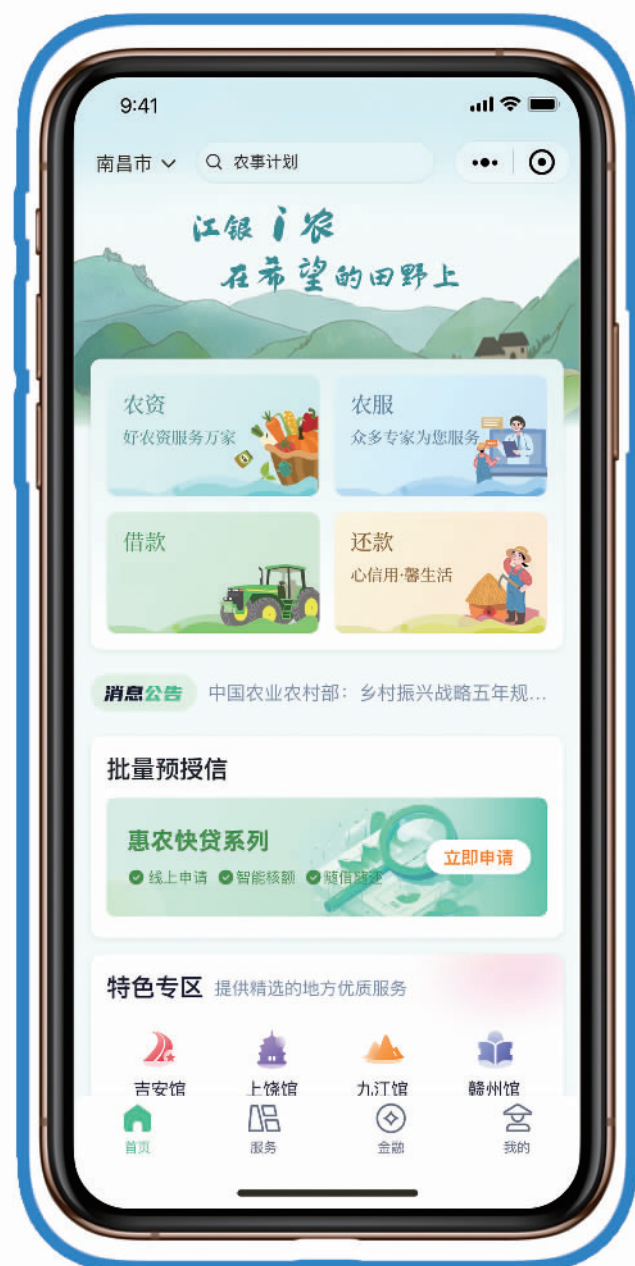 9:41
南昌市 农事计划
江银i农
在希望的田野上
农资
好农资服务万家
农服
众多专家为您服务
借款
还款
心信用·馨生活
消息公告 中国农业农村部：乡村振兴战略五年规...
批量预授信
惠农快贷系列
线上申请 智能核额 随借随还
立即申请
特色专区 提供精选的地方优质服务
吉安馆 上饶馆 九江馆 赣州馆
首页 服务 金融 我的